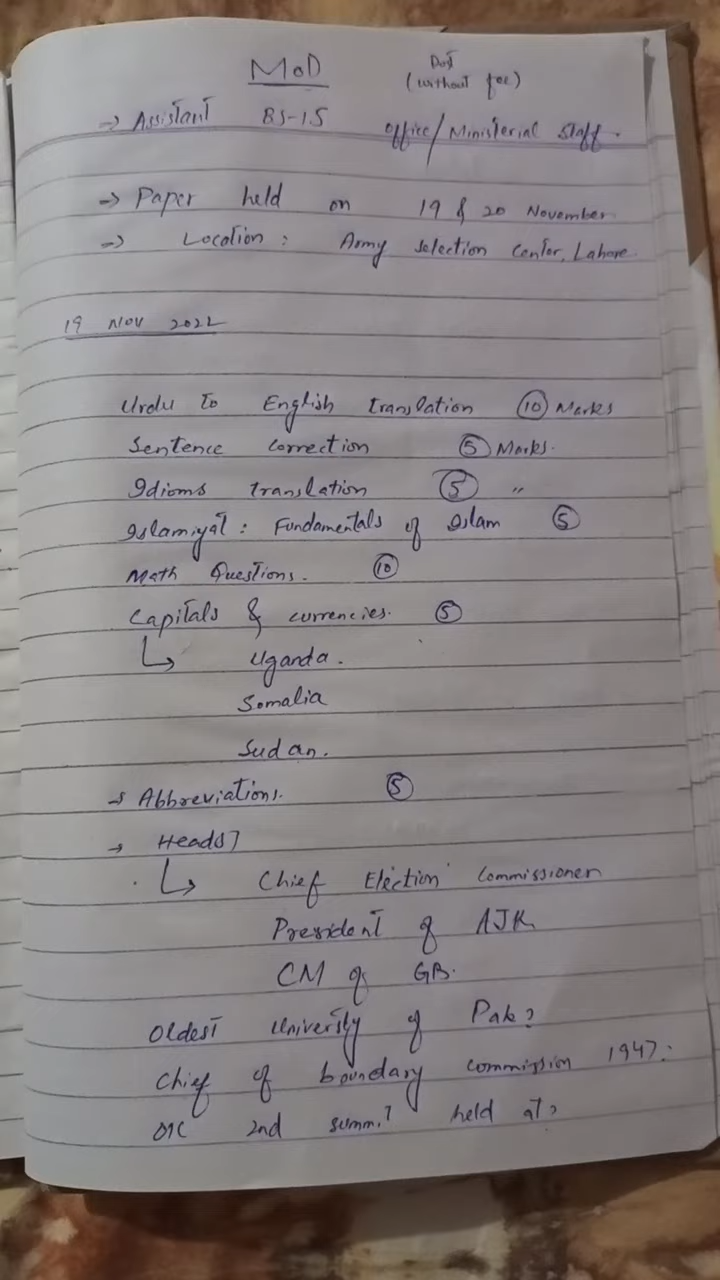 MOD
(without fee)
→ Assistant BS-15 office/Ministerial staff.
→ Paper held on 19 & 20 November
→ Location: Army Selection Center, Lahore
19 Nov 2022
Urdu to English translation ⑩ Marks
Sentence correction ⑤ Marks.
Idioms translation ⑤ "
Islamiyat: Fundamentals of Islam ⑤
Math Questions. ⑩
Capitals & currencies. ⑤
↳ Uganda.
Somalia
Sudan.
→ Abbreviations. ⑤
→ Heads?
↳ Chief Election Commissioner
President of AJK
CM of GB.
Oldest University of Pak?
Chief of boundary commission 1947.
OIC 2nd summit held at?